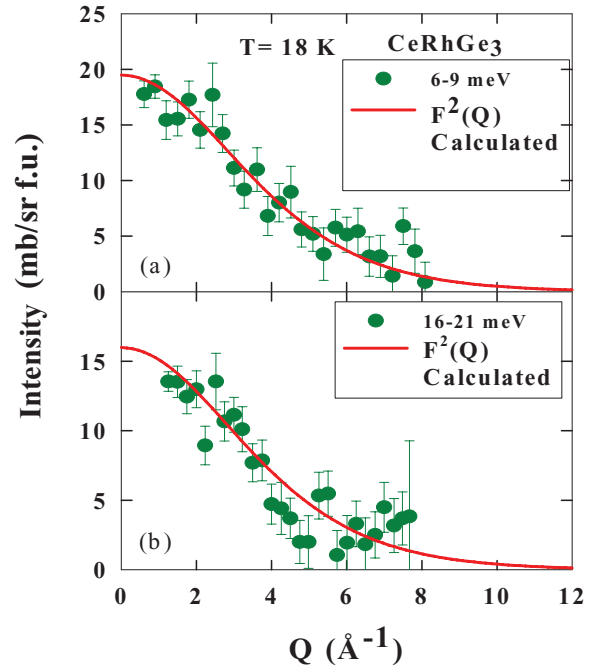 T= 18 K CeRhGe3
25
20
15
10
5
0
6-9 meV
F2(Q)
Calculated
(a)
15
10
5
0
16-21 meV
F2(Q)
Calculated
(b)
0 2 4 6 8 10 12
Q (Å-1)
Intensity (mb/sr f.u.)